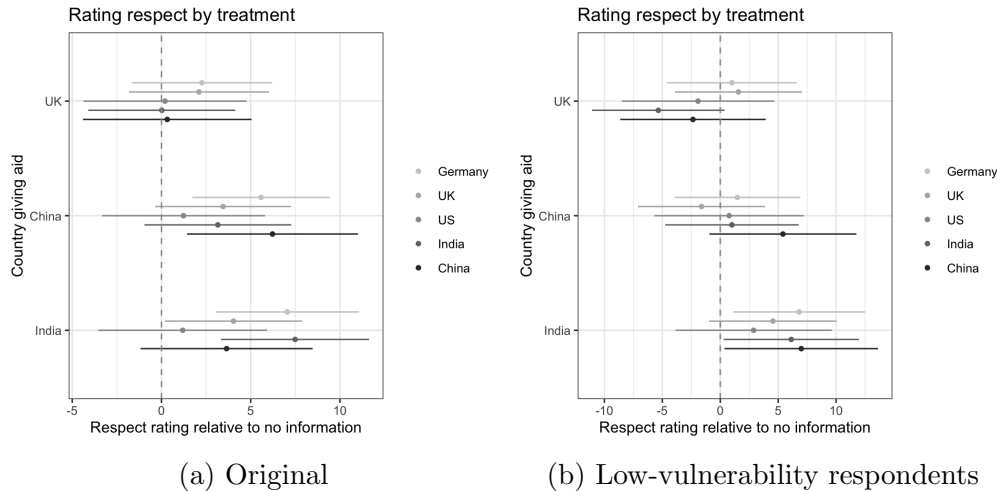 Rating respect by treatment
Country giving aid
UK
China
India
-5
0
5
10
Respect rating relative to no information
Germany
UK
US
India
China
(a) Original
Rating respect by treatment
Country giving aid
UK
China
India
-10
-5
0
5
10
Respect rating relative to no information
Germany
UK
US
India
China
(b) Low-vulnerability respondents